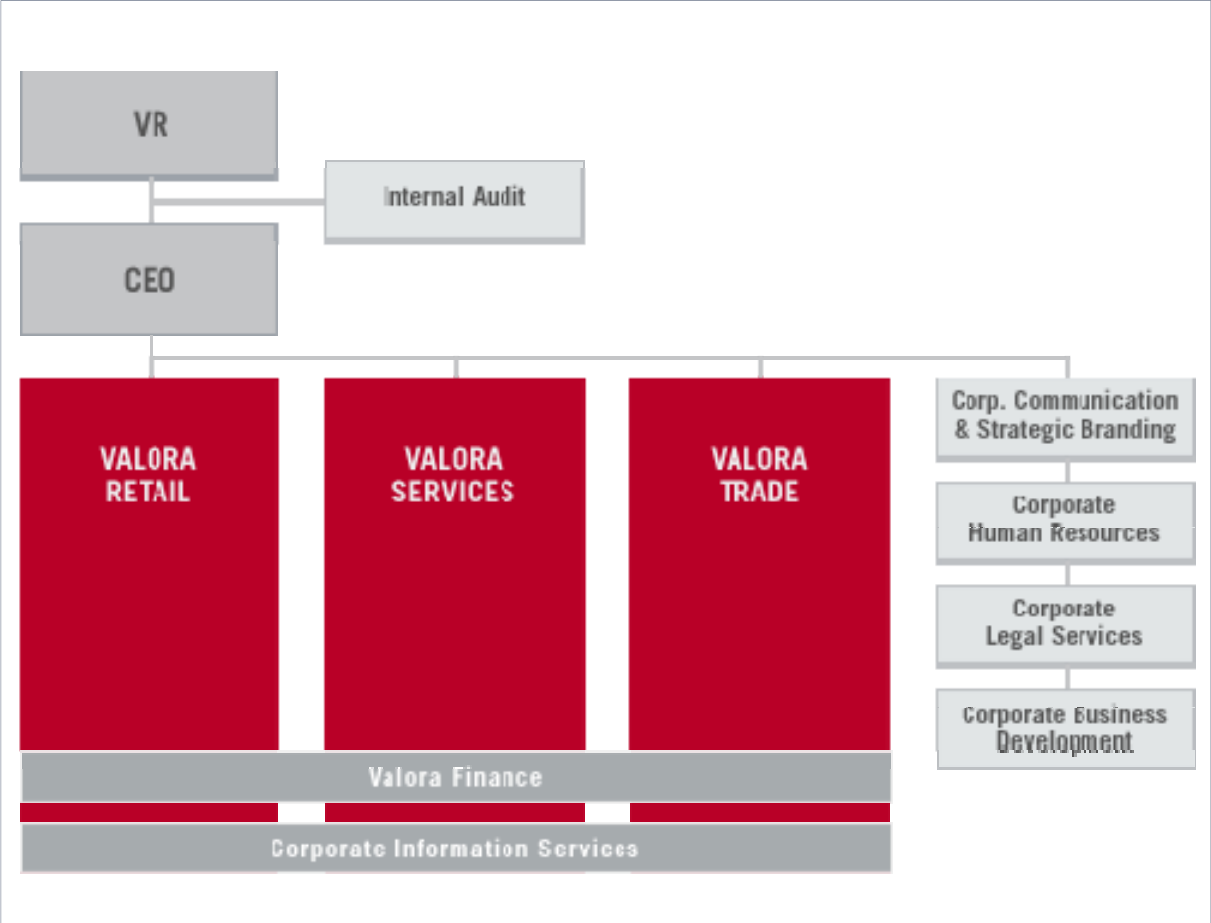 VR
Internal Audit
CEO
VALORA
RETAIL
VALORA
SERVICES
VALORA
TRADE
Corp. Communication
& Strategic Branding
Corporate
Human Resources
Corporate
Legal Services
Corporate Business
Development
Valora Finance
Corporate Information Services